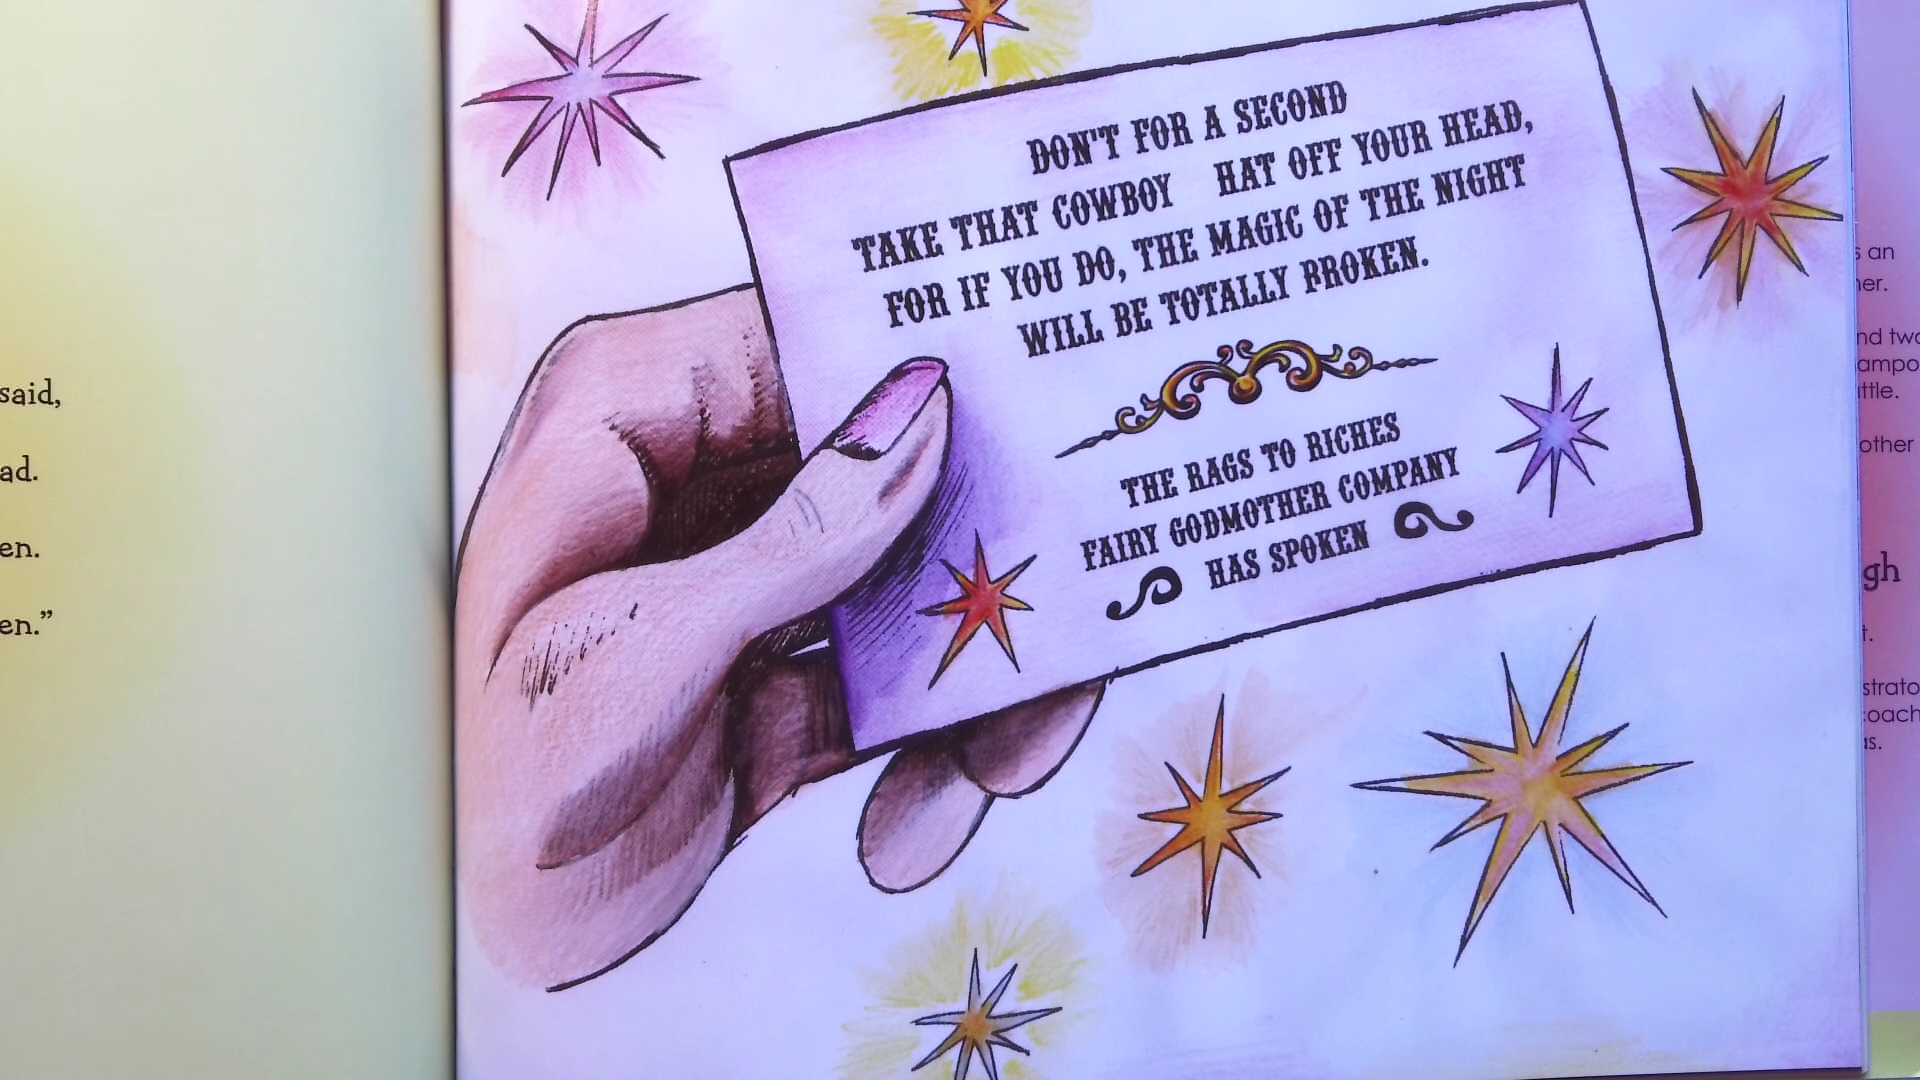 said,
ad.
en.
en.”
DON'T FOR A SECOND
TAKE THAT COWBOY HAT OFF YOUR HEAD,
FOR IF YOU DO, THE MAGIC OF THE NIGHT
WILL BE TOTALLY BROKEN.
THE RAGS TO RICHES
FAIRY GODMOTHER COMPANY
HAS SPOKEN
s an
her.
nd two
ampo
ttle.
other
gh
t.
strato
coach
as.